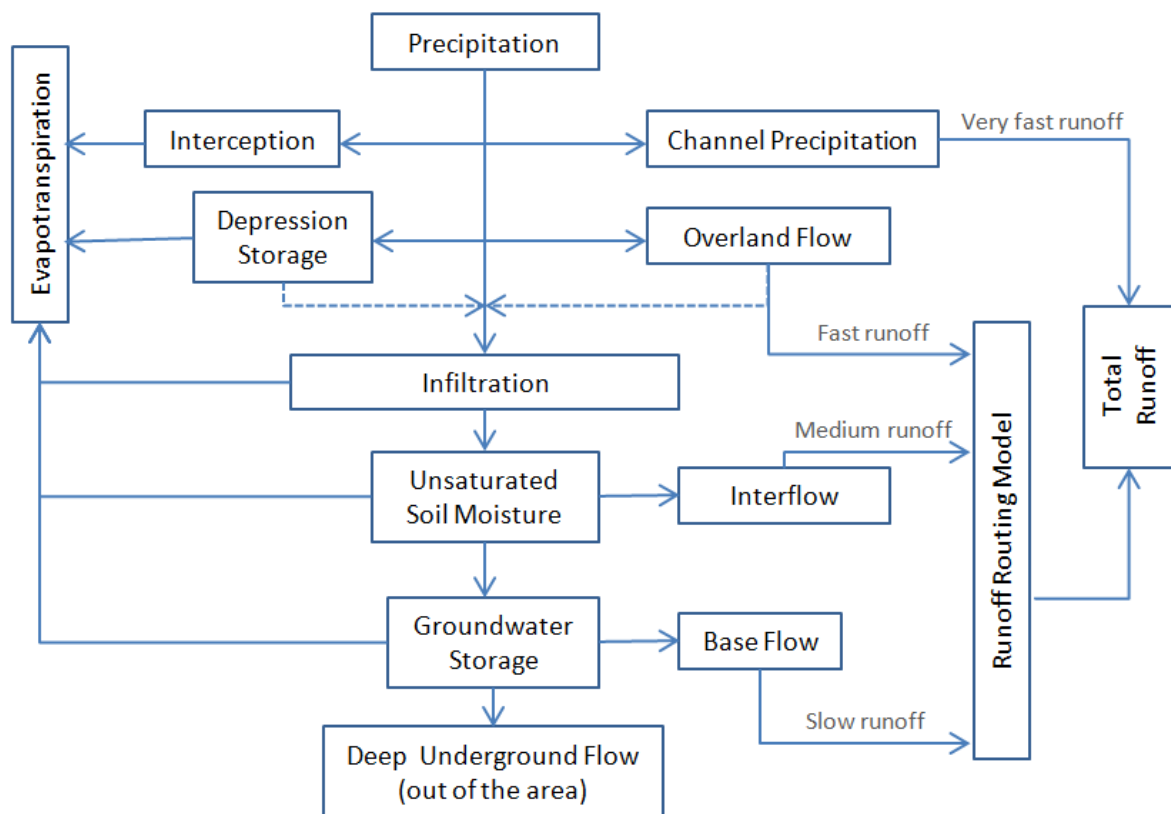 Precipitation
Evapotranspiration
Interception
Channel Precipitation
Very fast runoff
Depression
Storage
Overland Flow
Fast runoff
Infiltration
Total
Runoff
Medium runoff
Unsaturated
Soil Moisture
Interflow
Runoff Routing Model
Groundwater
Storage
Base Flow
Slow runoff
Deep Underground Flow
(out of the area)